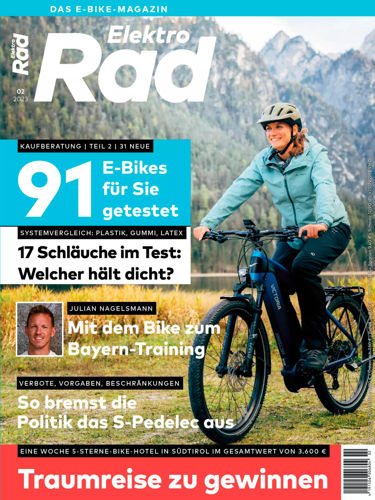 DAS E-BIKE-MAGAZIN
Elektro
Rad
Elektro
Rad
02
2023
KAUFBERATUNG | TEIL 2 | 31 NEUE
91
E-Bikes
für Sie
getestet
SYSTEMVERGLEICH: PLASTIK, GUMMI, LATEX
17 Schläuche im Test:
Welcher hält dicht?
JULIAN NAGELSMANN
Mit dem Bike zum
Bayern-Training
VERBOTE, VORGABEN, BESCHRÄNKUNGEN
So bremst die
Politik das S-Pedelec aus
EINE WOCHE 5-STERNE-BIKE-HOTEL IN SÜDTIROL IM GESAMTWERT VON 3.600 €
Traumreise zu gewinnen
VICTORIA